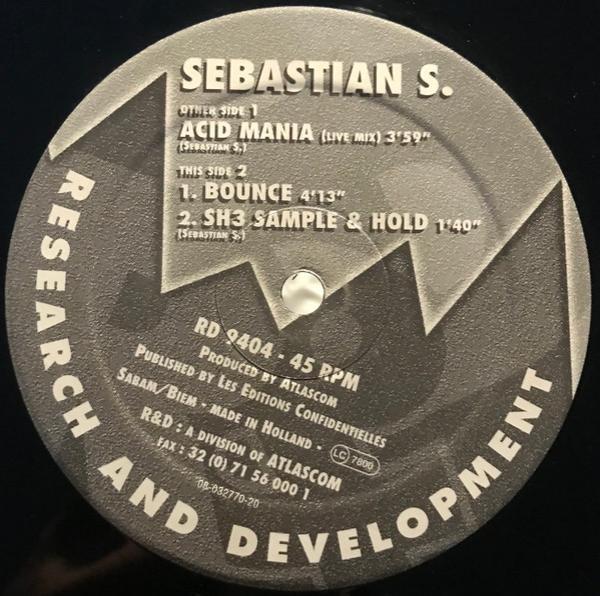 SEBASTIAN S.
OTHER SIDE 1
ACID MANIA (LIVE MIX) 3'59"
(SEBASTIAN S.)
THIS SIDE 2
1. BOUNCE 4'13"
2. SH3 SAMPLE & HOLD 1'40"
(SEBASTIAN S.)
RD 9404 - 45 RPM
PRODUCED BY ATLASCOM
PUBLISHED BY LES EDITIONS CONFIDENTIELLES
SABAM/BIEM - MADE IN HOLLAND - LC 7800
R&D : A DIVISION OF ATLASCOM
FAX : 32 (0) 71 56 000 1
08-032770-20
RESEARCH AND DEVELOPMENT